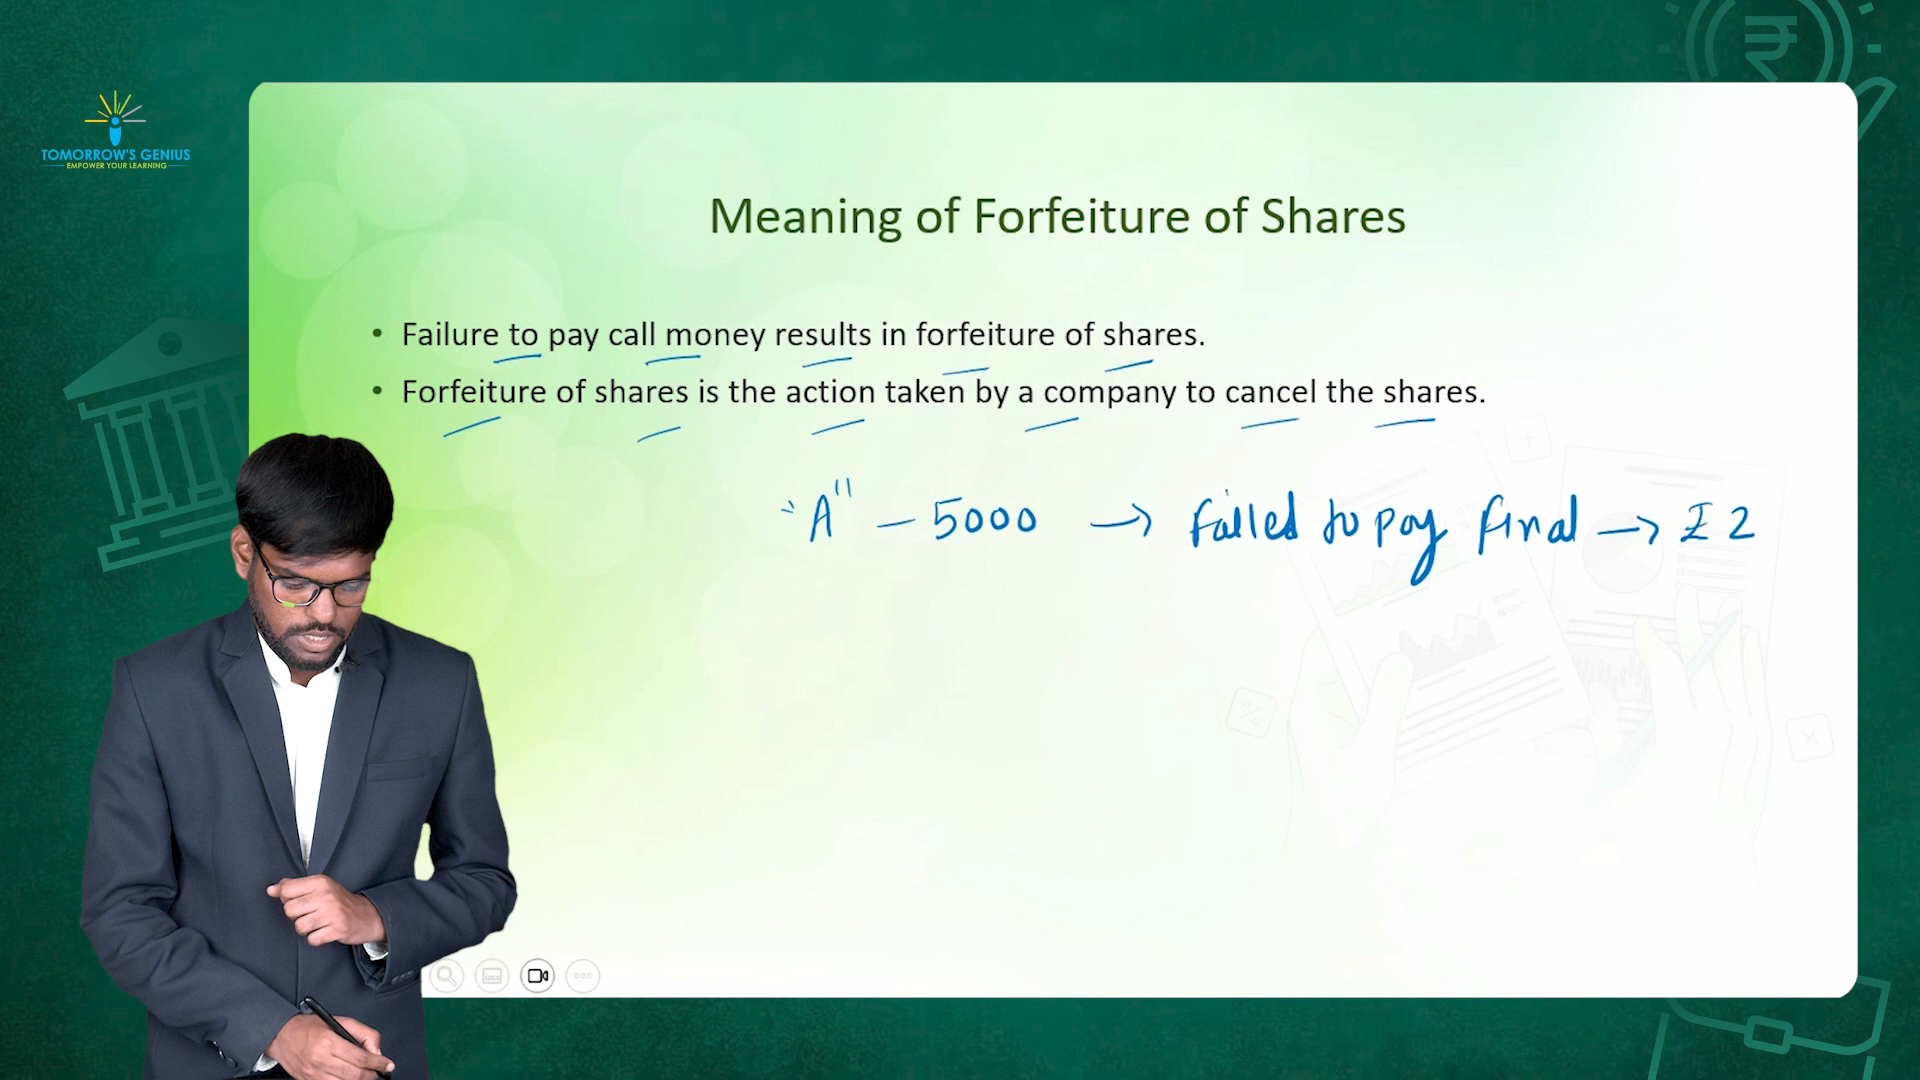 TOMORROW'S GENIUS
EMPOWER YOUR LEARNING
Meaning of Forfeiture of Shares
• Failure to pay call money results in forfeiture of shares.
• Forfeiture of shares is the action taken by a company to cancel the shares.
"A" – 5000 → Failed to pay final → ₹ 2